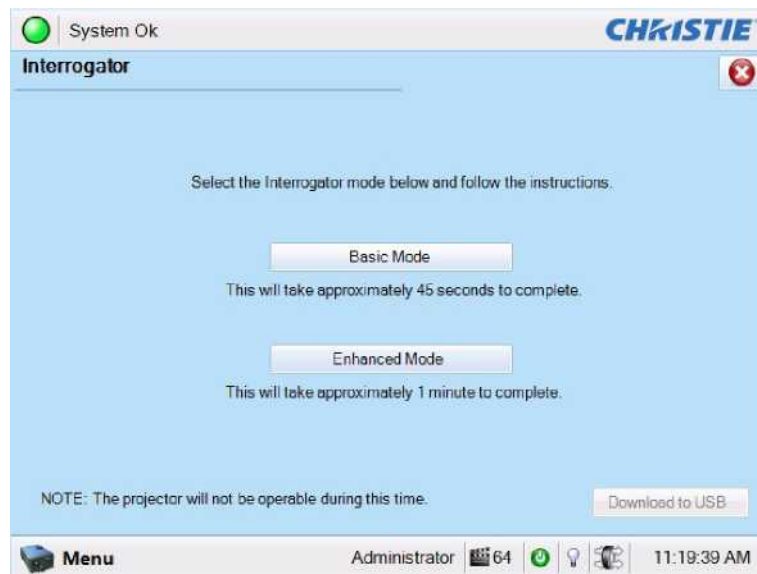 System Ok
CHRISTIE
Interrogator
Select the Interrogator mode below and follow the instructions.
Basic Mode
This will take approximately 45 seconds to complete.
Enhanced Mode
This will take approximately 1 minute to complete.
NOTE: The projector will not be operable during this time.
Download to USB
Menu
Administrator
64
11:19:39 AM